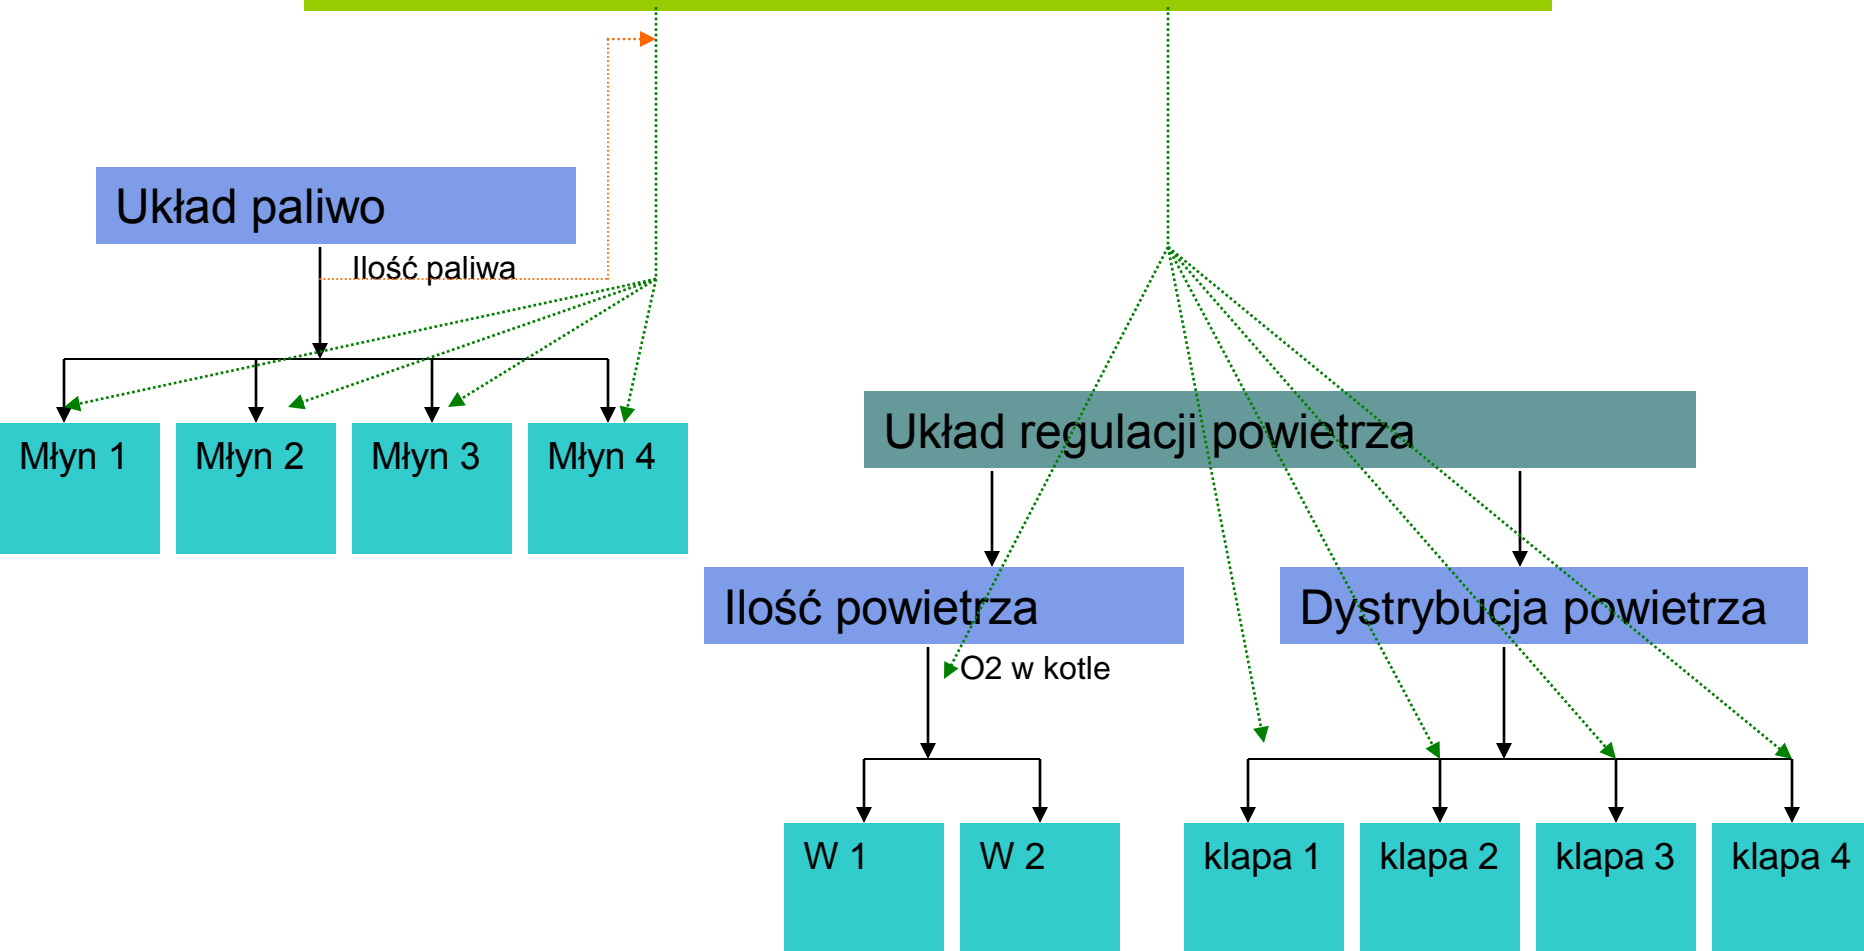 Układ paliwo
Ilość paliwa
Młyn 1
Młyn 2
Młyn 3
Młyn 4
Układ regulacji powietrza
Ilość powietrza
Dystrybucja powietrza
O2 w kotle
W 1
W 2
klapa 1
klapa 2
klapa 3
klapa 4